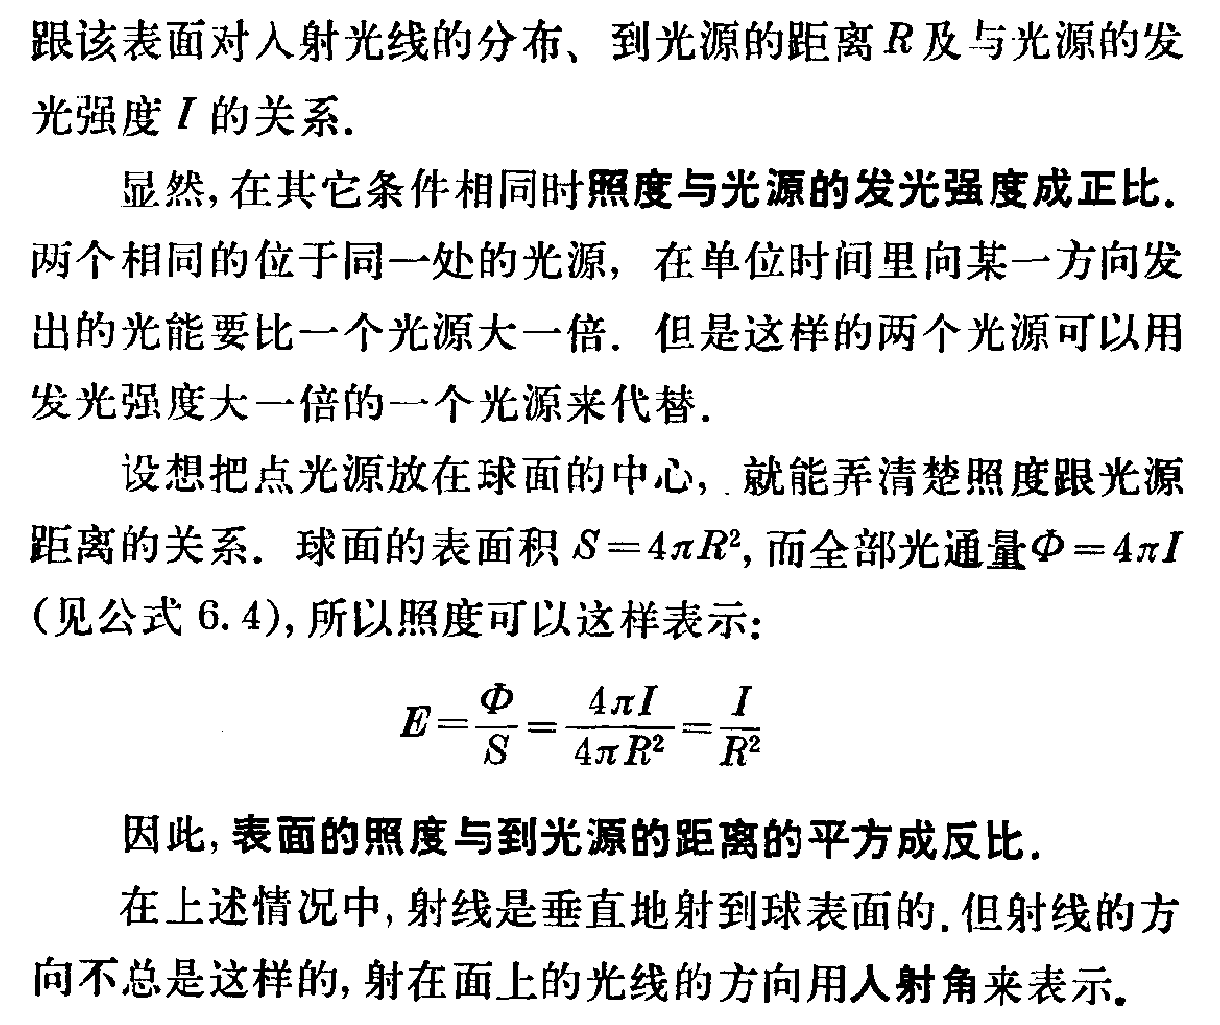 跟该表面对入射光线的分布、到光源的距离R及与光源的发
光强度 I 的关系.
显然,在其它条件相同时照度与光源的发光强度成正比.
两个相同的位于同一处的光源, 在单位时间里向某一方向发
出的光能要比一个光源大一倍. 但是这样的两个光源可以用
发光强度大一倍的一个光源来代替.
设想把点光源放在球面的中心, 就能弄清楚照度跟光源
距离的关系. 球面的表面积 S=4πR², 而全部光通量Φ=4πI
(见公式 6.4), 所以照度可以这样表示:
E=Φ/S=4πI/4πR²=I/R²
因此, 表面的照度与到光源的距离的平方成反比.
在上述情况中, 射线是垂直地射到球表面的. 但射线的方
向不总是这样的, 射在面上的光线的方向用入射角来表示.